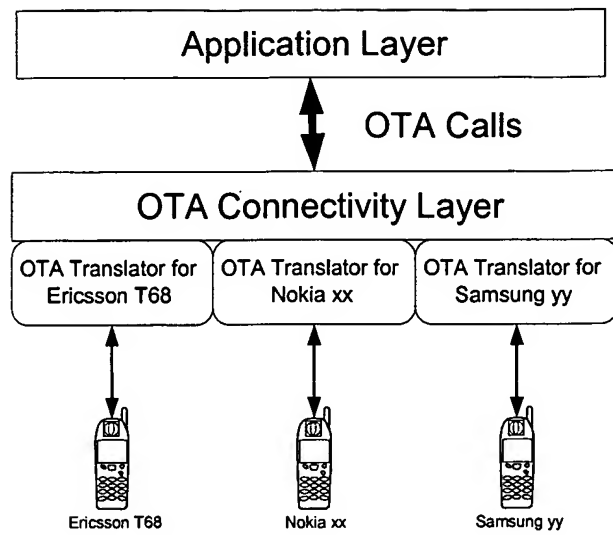 Application Layer
OTA Calls
OTA Connectivity Layer
OTA Translator for
Ericsson T68
OTA Translator for
Nokia xx
OTA Translator for
Samsung yy
Ericsson T68
Nokia xx
Samsung yy